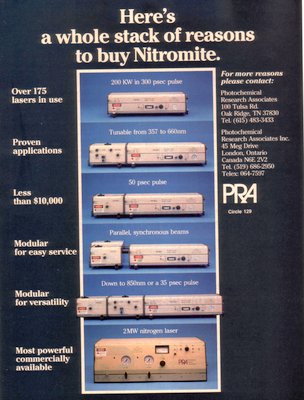 Here's
a whole stack of reasons
to buy Nitromite.
Over 175
lasers in use
200 KW in 300 psec pulse
Proven
applications
Tunable from 357 to 660nm
Less
than $10,000
50 psec pulse
Modular
for easy service
Parallel, synchronous beams
Modular
for versatility
Down to 850nm or a 35 psec pulse
Most powerful
commercially
available
2MW nitrogen laser
For more reasons
please contact:
Photochemical
Research Associates
100 Tulsa Rd.
Oak Ridge, TN 37830
Tel. (615) 483-3433
Photochemical
Research Associates Inc.
45 Meg Drive
London, Ontario
Canada N6E 2V2
Tel. (519) 686-2950
Telex: 064-7597
PRA
Circle 129